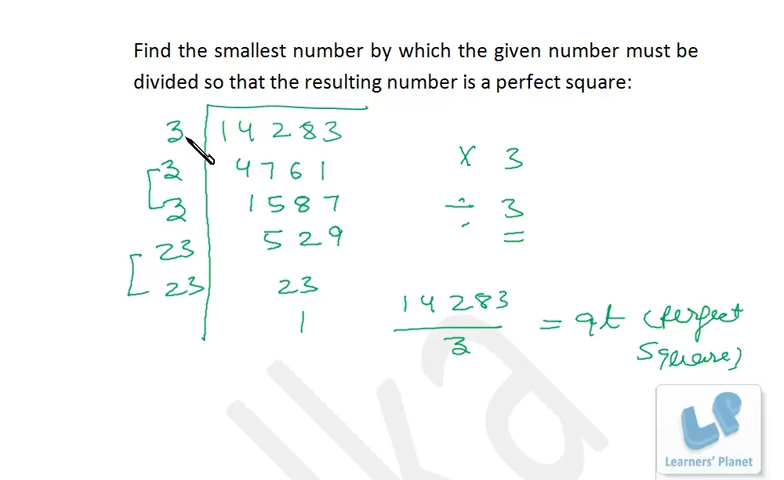 Find the smallest number by which the given number must be
divided so that the resulting number is a perfect square:
3 14283
3 4761
3 1587
23 529
23 23
1
× 3
÷ 3
=
14283
3
= qt (Perfect
Square)
lka
LP
Learners' Planet